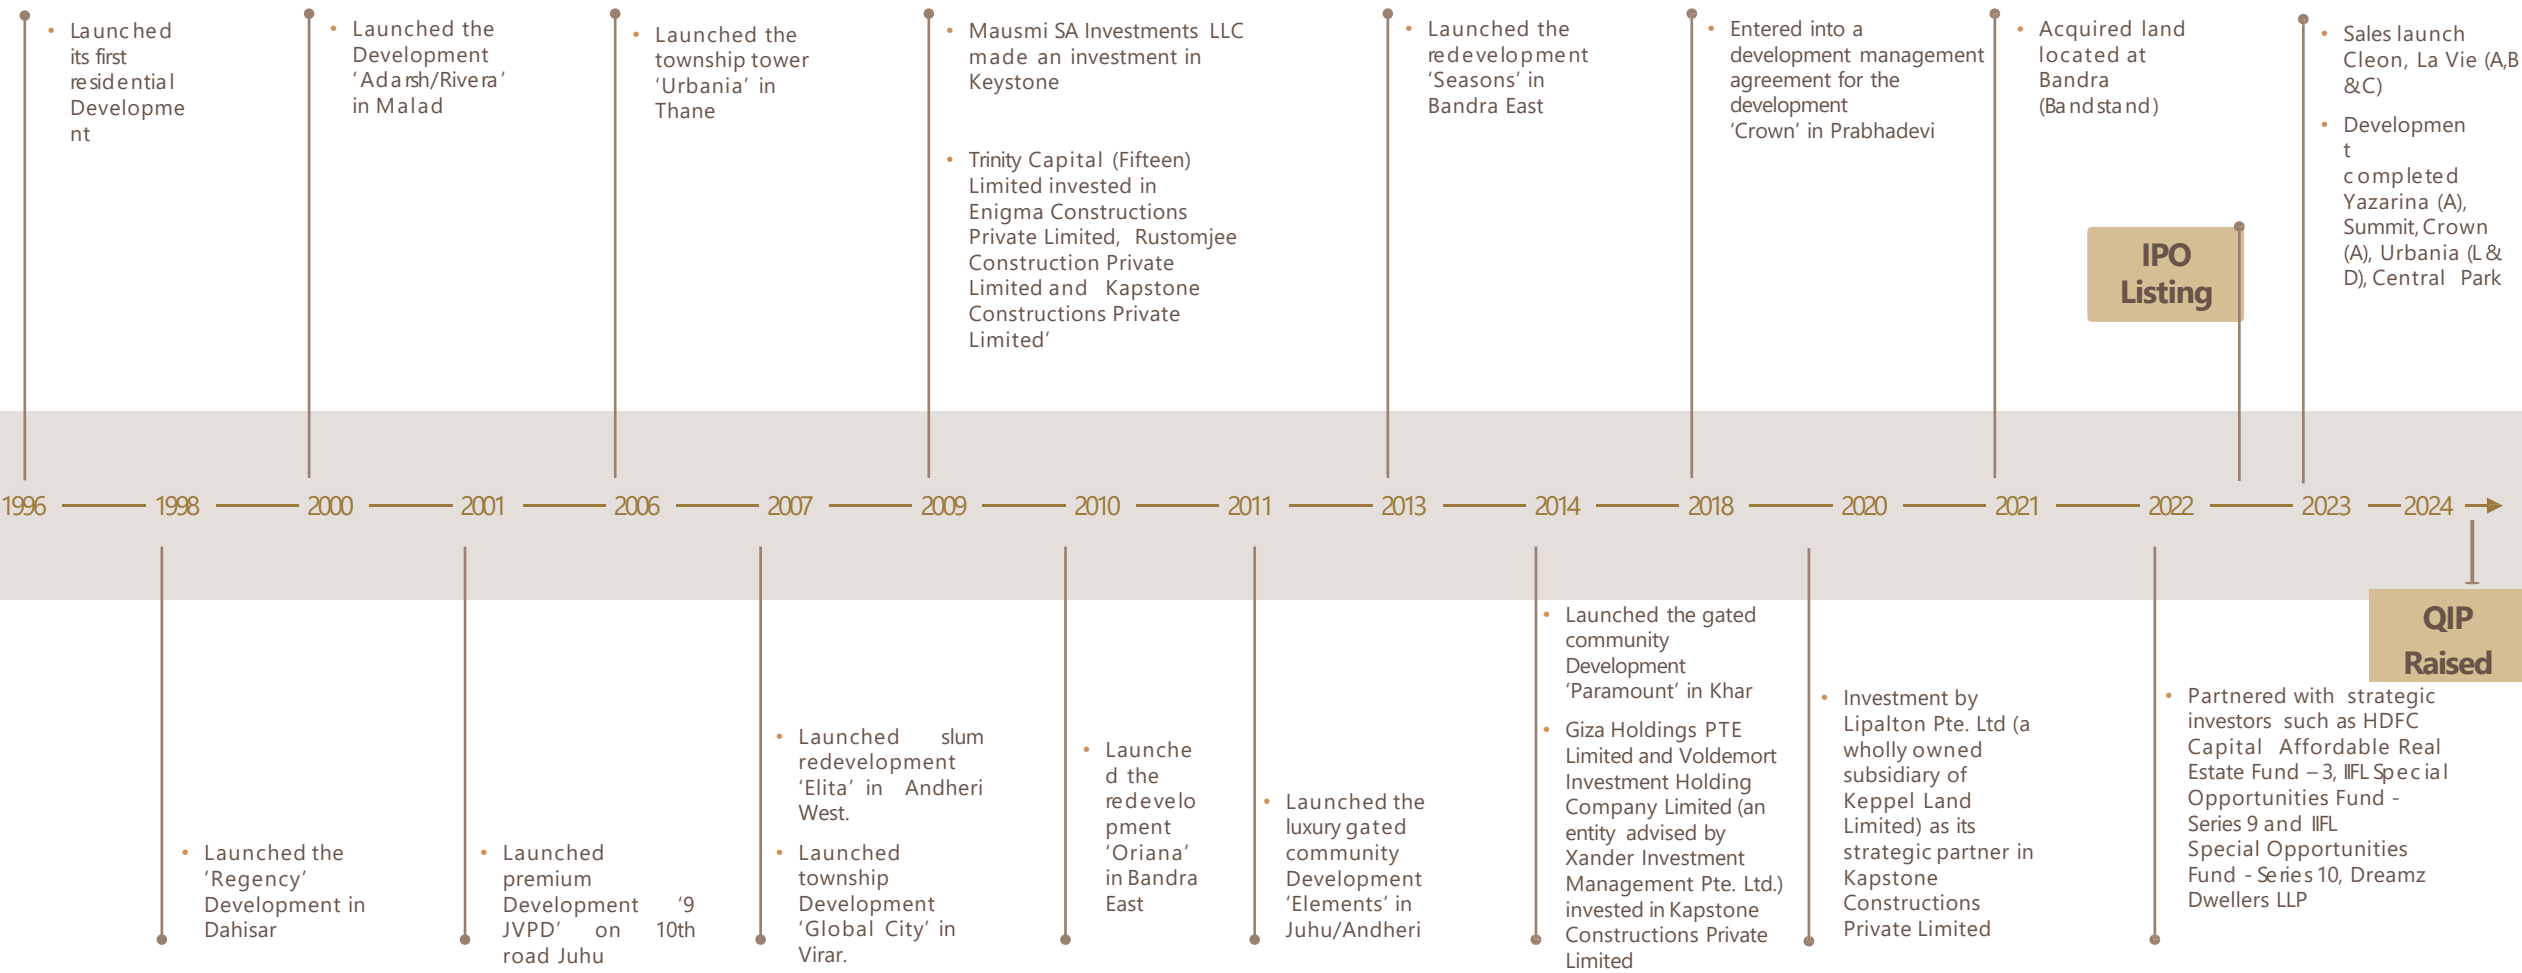 • Launched
its first
residential
Developme
nt
• Launched the
Development
‘Adarsh/Rivera’
in Malad
• Launched the
township tower
‘Urbania’ in
Thane
• Mausmi SA Investments LLC
made an investment in
Keystone
• Trinity Capital (Fifteen)
Limited invested in
Enigma Constructions
Private Limited, Rustomjee
Construction Private
Limited and Kapstone
Constructions Private
Limited’
• Launched the
redevelopment
‘Seasons’ in
Bandra East
• Entered into a
development management
agreement for the
development
‘Crown’ in Prabhadevi
• Acquired land
located at
Bandra
(Bandstand)
IPO
Listing
• Sales launch
Cleon, La Vie (A,B
&C)
• Developmen
t
completed
Yazarina (A),
Summit, Crown
(A), Urbania (L &
D), Central Park
1996 1998 2000 2001 2006 2007 2009 2010 2011 2013 2014 2018 2020 2021 2022 2023 2024
• Launched the
‘Regency’
Development in
Dahisar
• Launched
premium
Development ‘9
JVPD’ on 10th
road Juhu
• Launched slum
redevelopment
‘Elita’ in Andheri
West.
• Launched
township
Development
‘Global City’ in
Virar.
• Launche
d the
redevelo
pment
‘Oriana’
in Bandra
East
• Launched the
luxury gated
community
Development
‘Elements’ in
Juhu/Andheri
• Launched the gated
community
Development
‘Paramount’ in Khar
• Giza Holdings PTE
Limited and Voldemort
Investment Holding
Company Limited (an
entity advised by
Xander Investment
Management Pte. Ltd.)
invested in Kapstone
Constructions Private
Limited
• Investment by
Lipalton Pte. Ltd (a
wholly owned
subsidiary of
Keppel Land
Limited) as its
strategic partner in
Kapstone
Constructions
Private Limited
QIP
Raised
• Partnered with strategic
investors such as HDFC
Capital Affordable Real
Estate Fund – 3, IIFL Special
Opportunities Fund -
Series 9 and IIFL
Special Opportunities
Fund - Series 10, Dreamz
Dwellers LLP